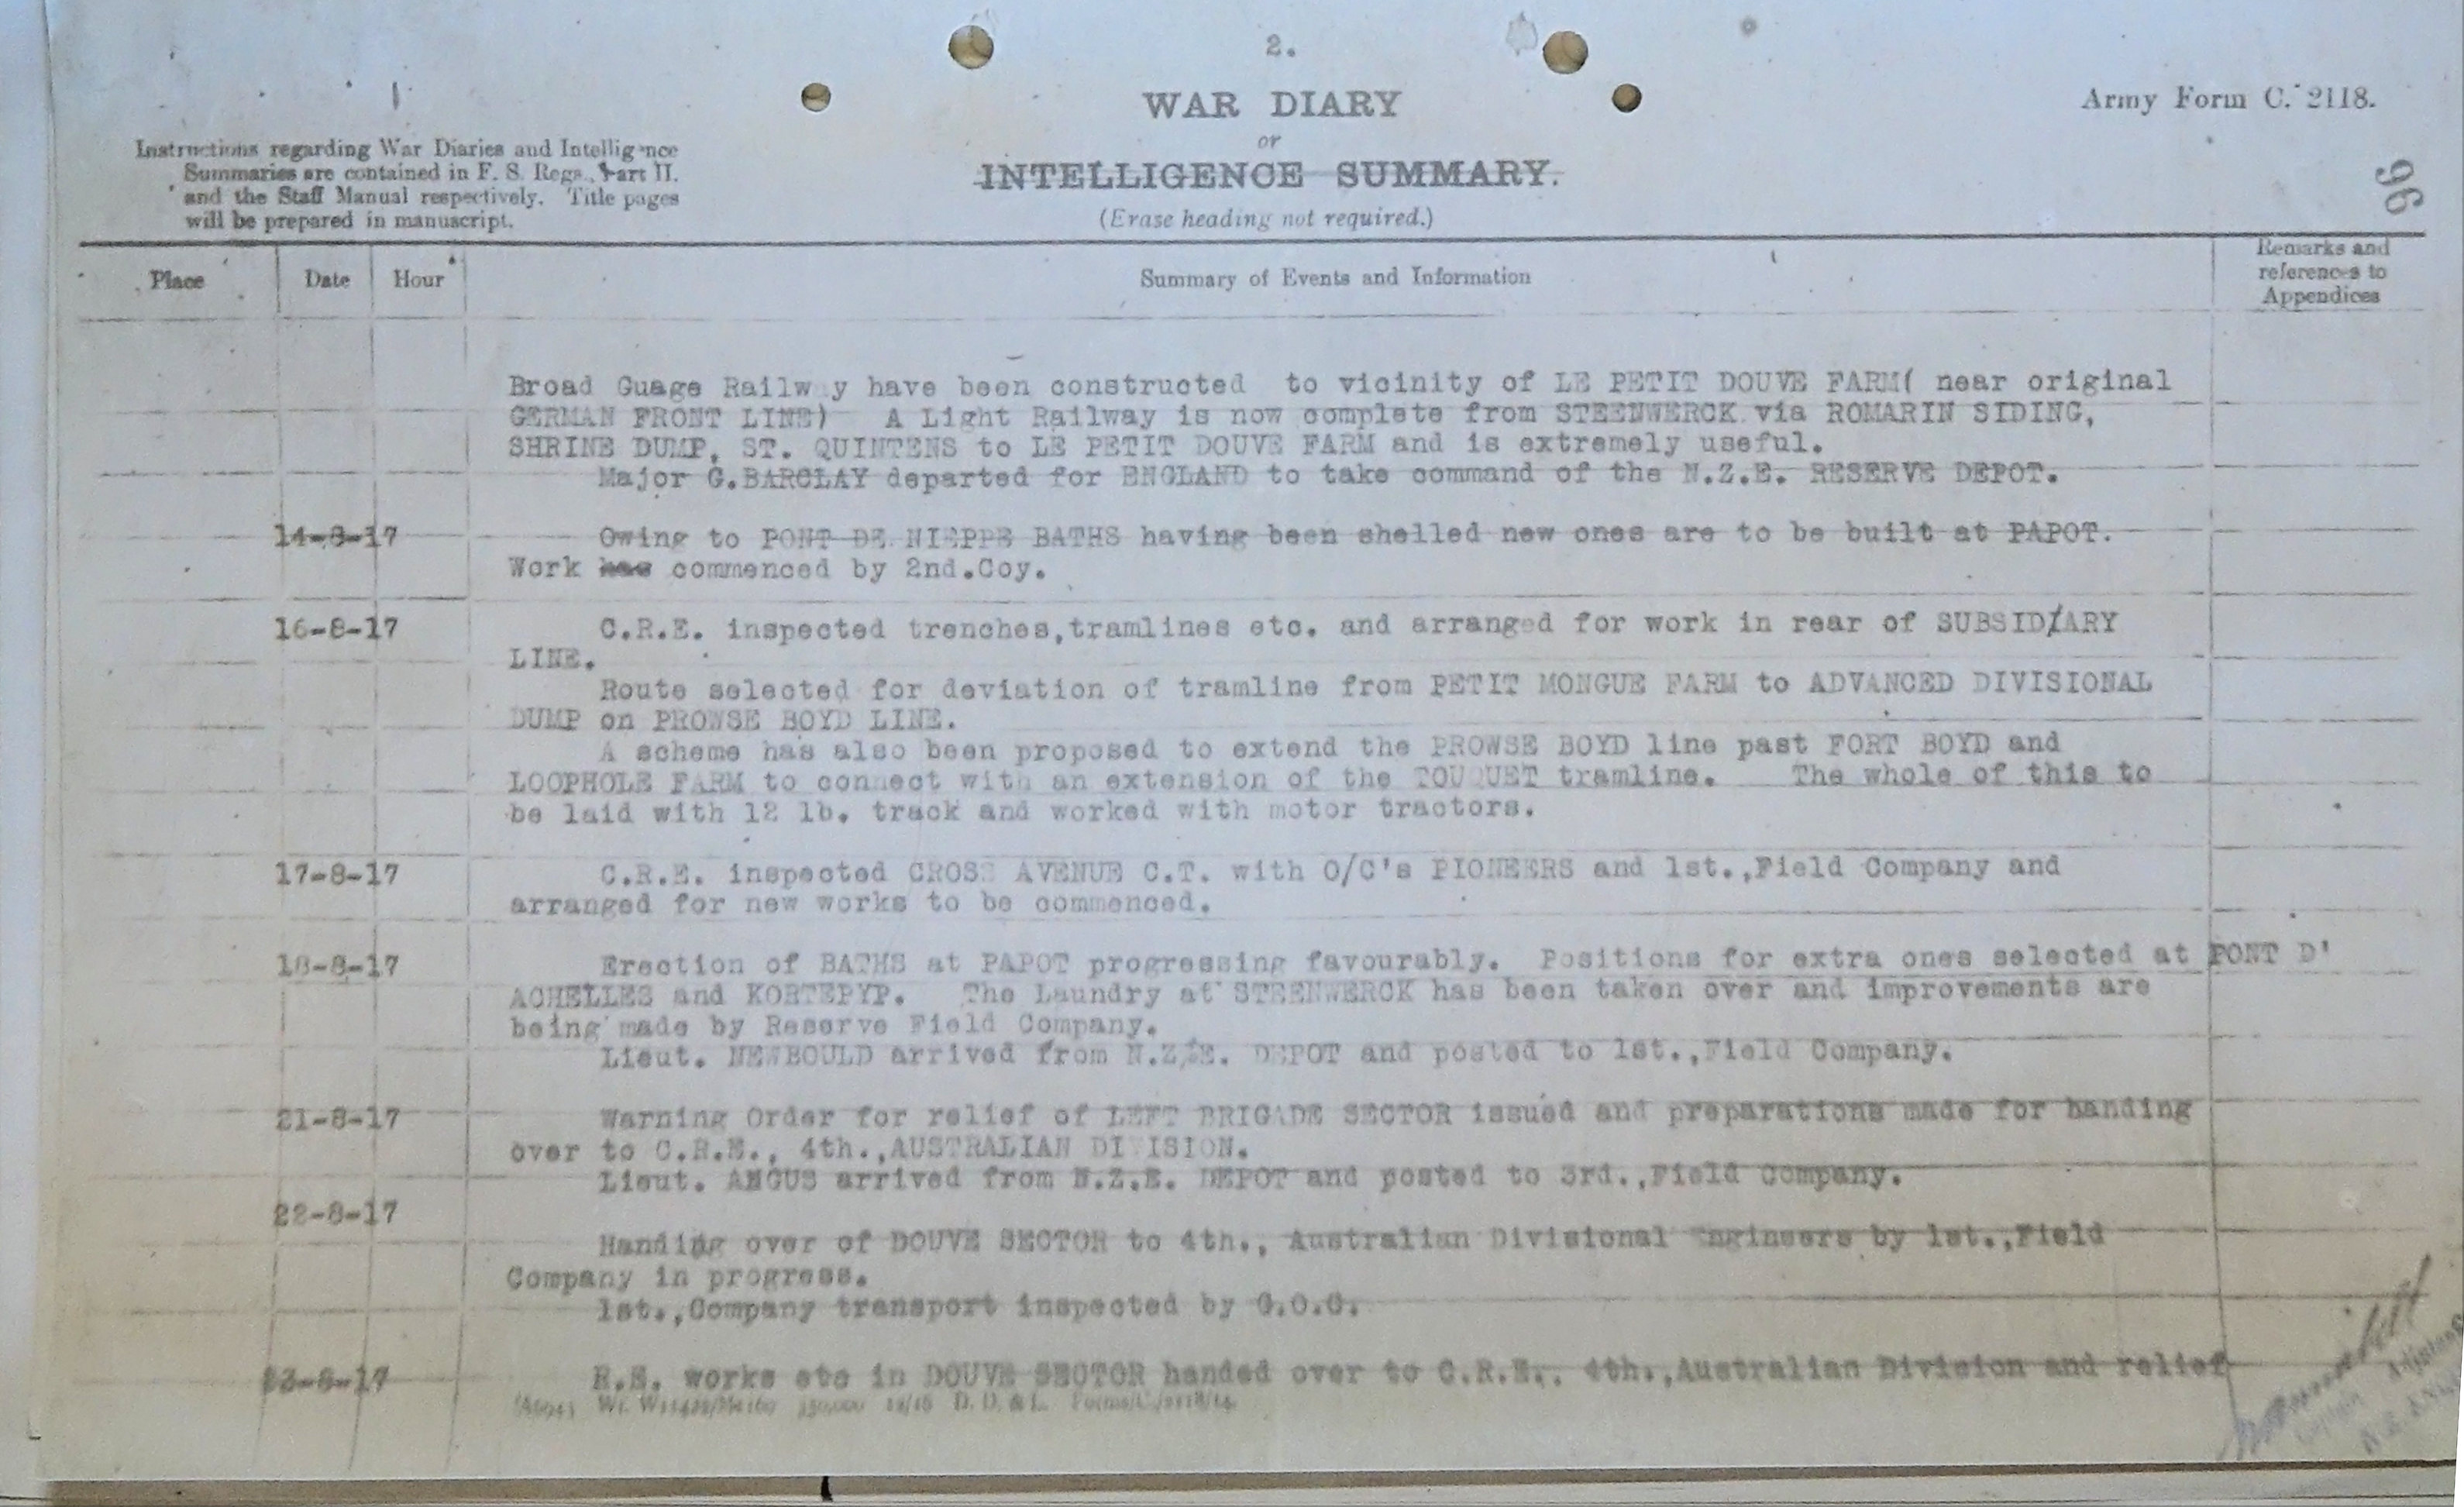 2.
WAR DIARY
Army Form C. 2118.
or
INTELLIGENCE SUMMARY.
(Erase heading not required.)
Instructions regarding War Diaries and Intelligence
Summaries are contained in F. S. Regs., Part II.
and the Staff Manual respectively. Title pages
will be prepared in manuscript.
96
Place Date Hour Summary of Events and Information Remarks and
references to
Appendices
Broad Guage Railw y have been constructed to vicinity of LE PETIT DOUVE FARM( near original
GERMAN FRONT LINE) A Light Railway is now complete from STEENWERCK via ROMARIN SIDING,
SHRINE DUMP, ST. QUINTENS to LE PETIT DOUVE FARM and is extremely useful.
Major G.BARCLAY departed for ENGLAND to take command of the N.Z.E. RESERVE DEPOT.
14-8-17 Owing to PONT DE NIEPPE BATHS having been shelled new ones are to be built at PAPOT.
Work has commenced by 2nd.Coy.
16-8-17 C.R.E. inspected trenches,tramlines etc. and arranged for work in rear of SUBSIDIARY
LINE.
Route selected for deviation of tramline from PETIT MONGUE FARM to ADVANCED DIVISIONAL
DUMP on PROWSE BOYD LINE.
A scheme has also been proposed to extend the PROWSE BOYD line past FORT BOYD and
LOOPHOLE FARM to connect with an extension of the TOUQUET tramline. The whole of this to
be laid with 12 lb. track and worked with motor tractors.
17-8-17 C.R.E. inspected CROSS AVENUE C.T. with O/C's PIONEERS and 1st.,Field Company and
arranged for new works to be commenced.
18-8-17 Erection of BATHS at PAPOT progressing favourably. Positions for extra ones selected at PONT D'
ACHELLES and KORTEPYP. The Laundry at STEENWERCK has been taken over and improvements are
being made by Reserve Field Company.
Lieut. NEWBOULD arrived from N.Z.E. DEPOT and posted to 1st.,Field Company.
21-8-17 Warning Order for relief of LEFT BRIGADE SECTOR issued and preparations made for handing
over to C.R.E., 4th.,AUSTRALIAN DIVISION.
Lieut. ANGUS arrived from N.Z.E. DEPOT and posted to 3rd.,Field Company.
22-8-17
Handing over of DOUVE SECTOR to 4th., Australian Divisional Engineers by 1st.,Field
Company in progress.
1st.,Company transport inspected by G.O.C.
23-8-17 R.E. works etc in DOUVE SECTOR handed over to C.R.E., 4th.,Australian Division and relief
D. D. & L.